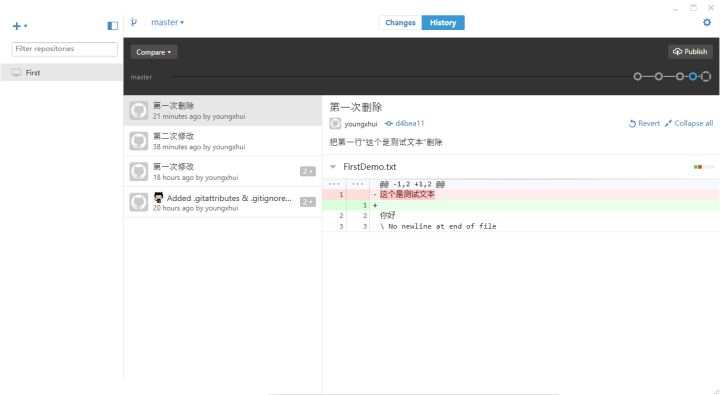 master
Changes
History
Filter repositories
First
Compare
Publish
master
第一次删除
21 minutes ago by youngxhui
第二次修改
38 minutes ago by youngxhui
第一次修改
18 hours ago by youngxhui
2
Added .gitattributes & .gitignore...
20 hours ago by youngxhui
2
第一次删除
youngxhui d4bea11
Revert Collapse all
把第一行“这个是测试文本”删除
FirstDemo.txt
... ... @@ -1,2 +1,2 @@
1 - 这个是测试文本
1 +
2 2 你好
3 3 \ No newline at end of file